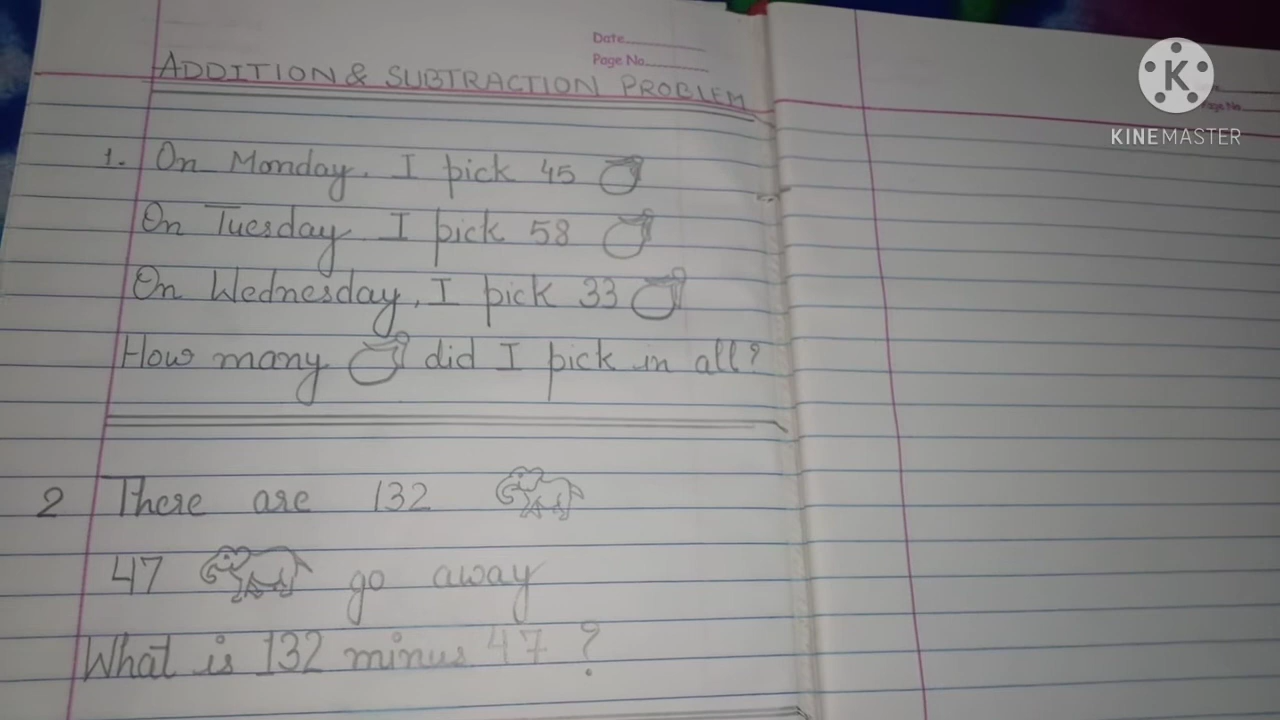 Date
Page No.
ADDITION & SUBTRACTION PROBLEM
1. On Monday, I pick 45
On Tuesday I pick 58
On Wednesday, I pick 33
How many did I pick in all?
2 There are 132
47 go away
What is 132 minus 47 ?
K
KINEMASTER
Page No.